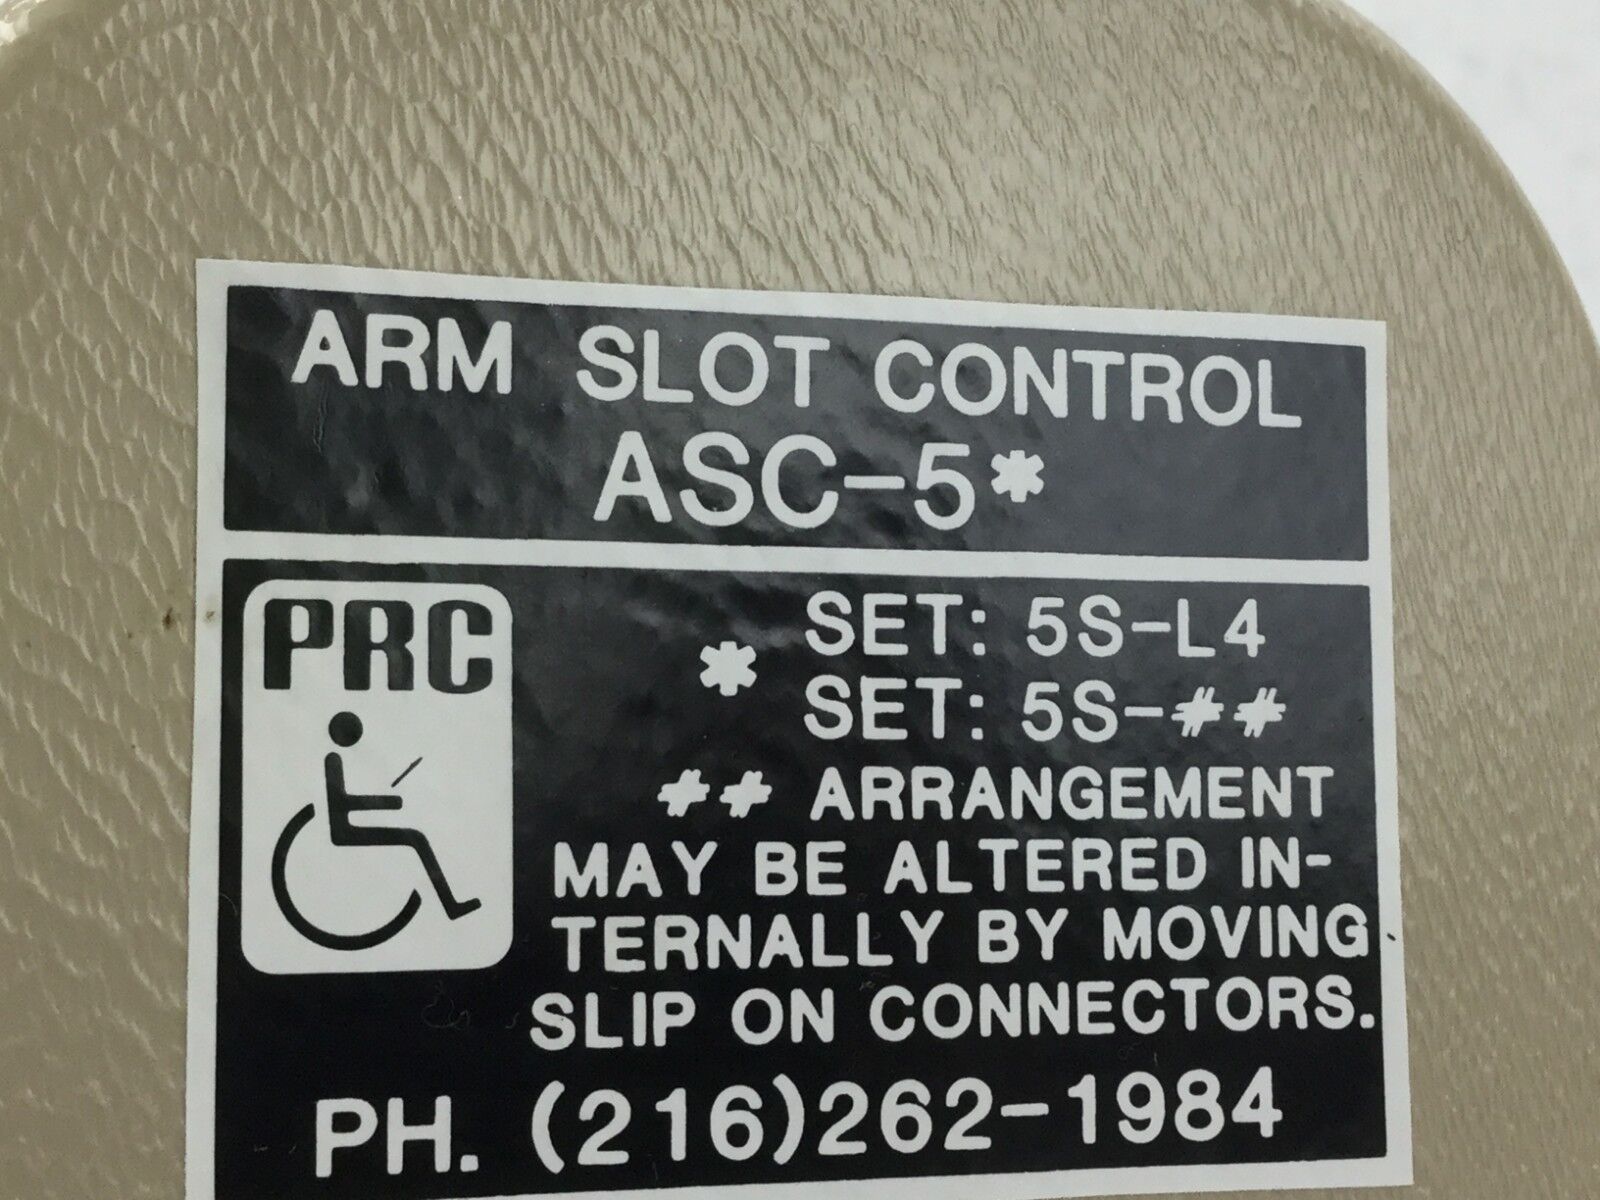 ARM SLOT CONTROL
ASC-5*
PRC
* SET: 5S-L4
SET: 5S-##
## ARRANGEMENT
MAY BE ALTERED IN-
TERNALLY BY MOVING
SLIP ON CONNECTORS.
PH. (216)262-1984